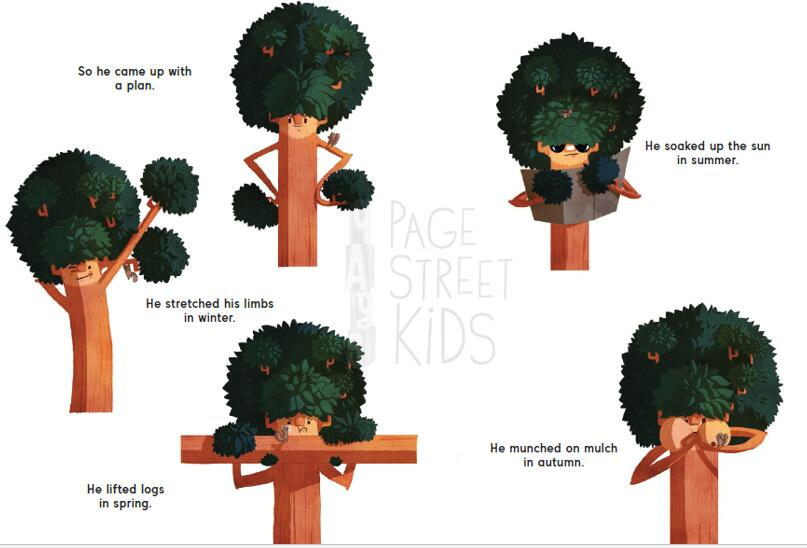 So he came up with
a plan.
He soaked up the sun
in summer.
PAGE
STREET
KiDS
He stretched his limbs
in winter.
He munched on mulch
in autumn.
He lifted logs
in spring.